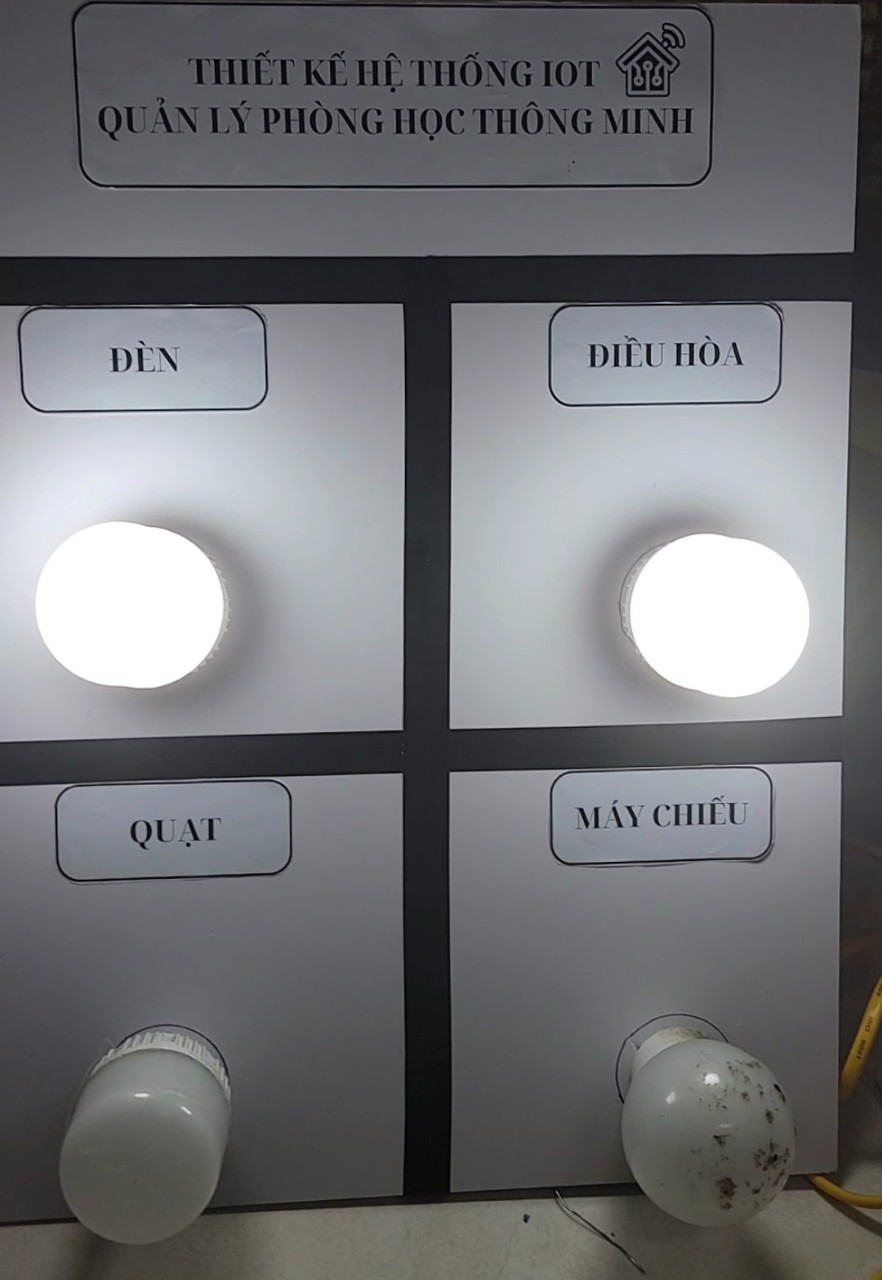 THIẾT KẾ HỆ THỐNG IOT
QUẢN LÝ PHÒNG HỌC THÔNG MINH
ĐÈN
ĐIỀU HÒA
QUẠT
MÁY CHIẾU